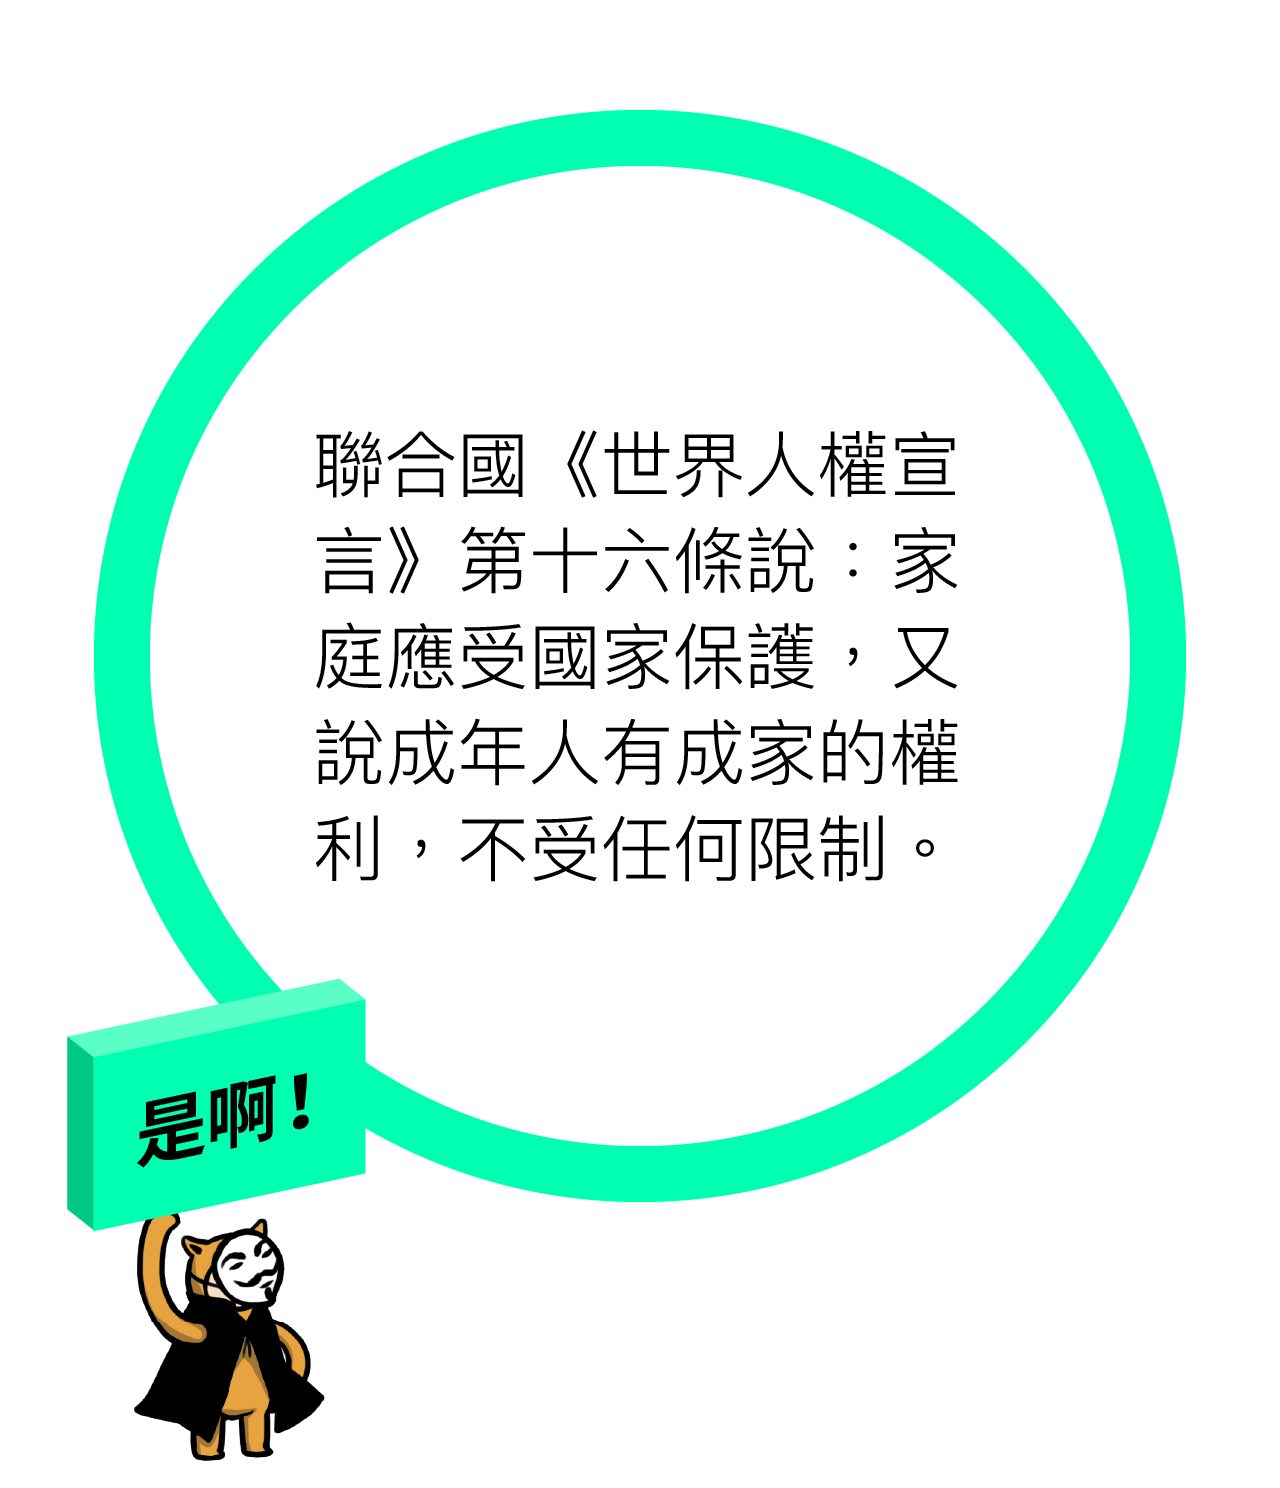 聯合國《世界人權宣
言》第十六條說：家
庭應受國家保護，又
說成年人有成家的權
利，不受任何限制。
是啊！